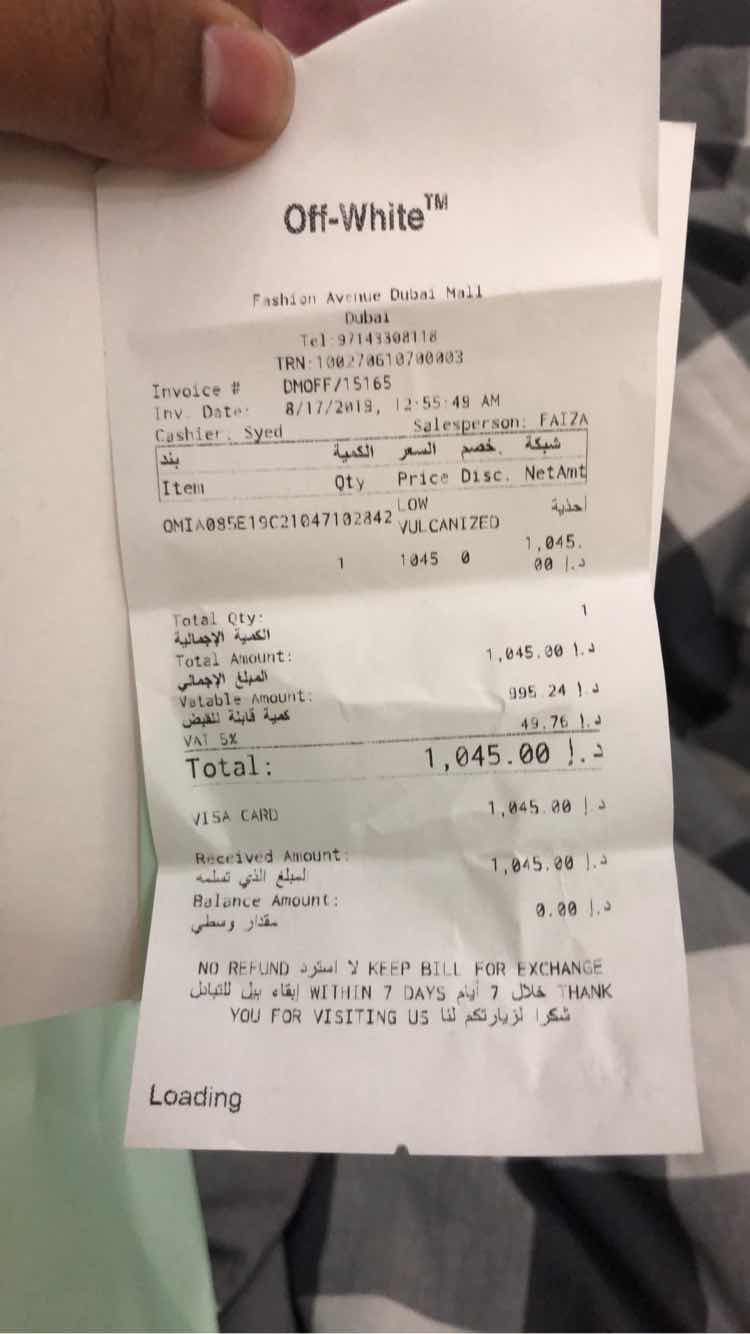 Off-White™
Fashion Avenue Dubai Mall
Dubai
Tel:97143308118
TRN:100270610700003
Invoice # DMOFF/15165
Inv. Date: 8/17/2019, 12:55:49 AM
Cashier: Syed Salesperson: FAIZA
بند الكمية السعر خصم. شبكة
Item Qty Price Disc. NetAmt
OMIA085E19C21047102842 LOW VULCANIZED أحذية
1 1045 0 1,045.00 د.إ
Total Qty: 1
الكمية الإجمالية
Total Amount: 1,045.00 د.إ
المبلغ الإجمالي
Vatable Amount: 995.24 د.إ
كمية قابلة للقبض
VAT 5% 49.76 د.إ
Total: 1,045.00 د.إ
VISA CARD 1,045.00 د.إ
Received Amount: 1,045.00 د.إ
المبلغ الذي تسلمه
Balance Amount: 0.00 د.إ
مقدار وسطي
NO REFUND لا استرد KEEP BILL FOR EXCHANGE
إبقاء بيل للتبادل WITHIN 7 DAYS خلال 7 أيام THANK
YOU FOR VISITING US شكرا لزيارتكم لنا
Loading